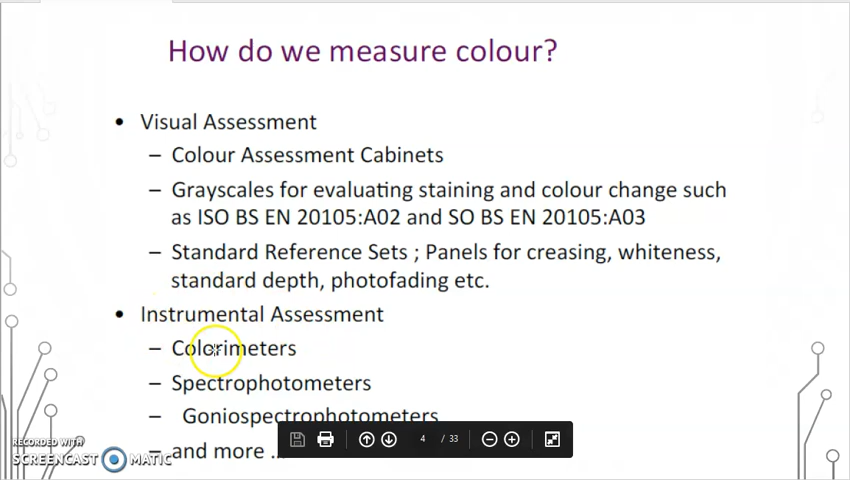 How do we measure colour?
• Visual Assessment
– Colour Assessment Cabinets
– Grayscales for evaluating staining and colour change such
as ISO BS EN 20105:A02 and SO BS EN 20105:A03
– Standard Reference Sets ; Panels for creasing, whiteness,
standard depth, photofading etc.
• Instrumental Assessment
– Colorimeters
– Spectrophotometers
– Goniospectrophotometers
– and more ...
4 / 33
RECORDED WITH
SCREENCAST MATIC